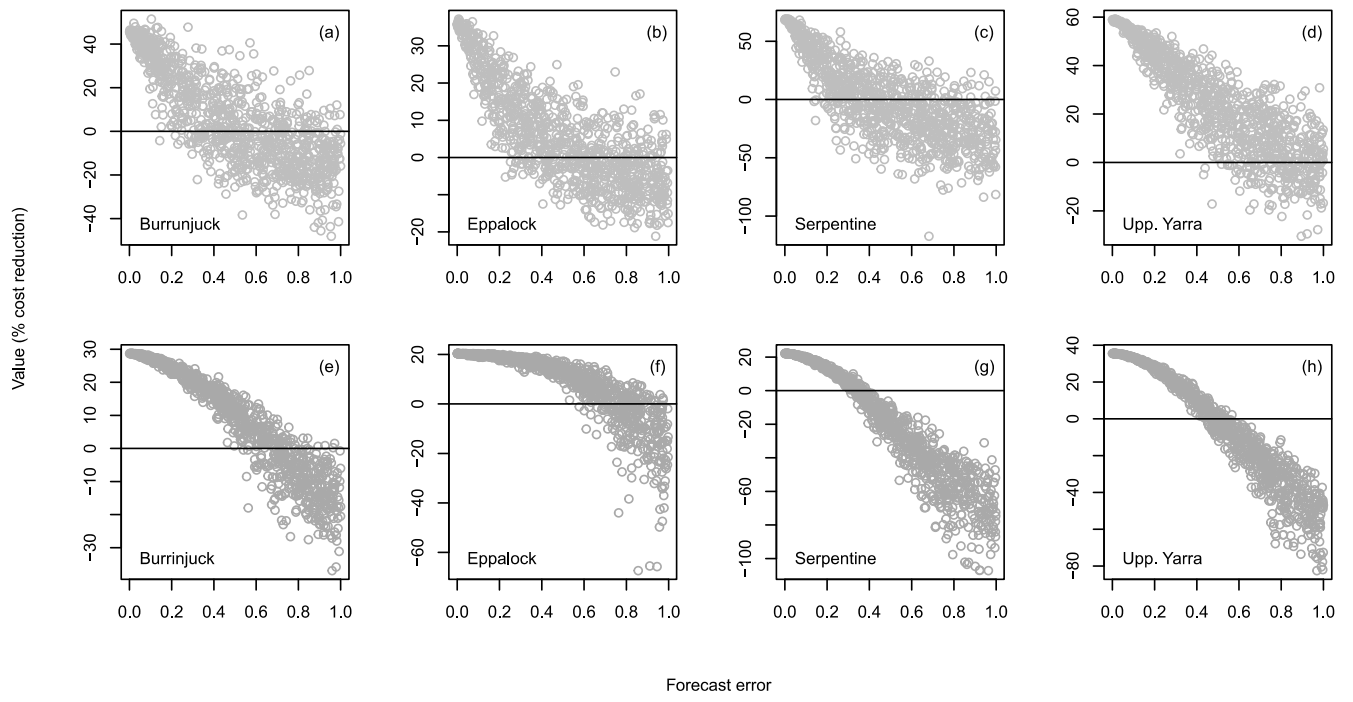 Value (% cost reduction)
(a)
40
20
0
−20
−40
Burrunjuck
0.0 0.2 0.4 0.6 0.8 1.0
(b)
30
20
10
0
−20
Eppalock
0.0 0.2 0.4 0.6 0.8 1.0
(c)
50
0
−50
−100
Serpentine
0.0 0.2 0.4 0.6 0.8 1.0
(d)
60
40
20
0
−20
Upp. Yarra
0.0 0.2 0.4 0.6 0.8 1.0
(e)
30
20
10
0
−10
−30
Burrinjuck
0.0 0.2 0.4 0.6 0.8 1.0
(f)
20
0
−20
−40
−60
Eppalock
0.0 0.2 0.4 0.6 0.8 1.0
(g)
20
0
−20
−60
−100
Serpentine
0.0 0.2 0.4 0.6 0.8 1.0
(h)
40
20
0
−40
−80
Upp. Yarra
0.0 0.2 0.4 0.6 0.8 1.0
Forecast error